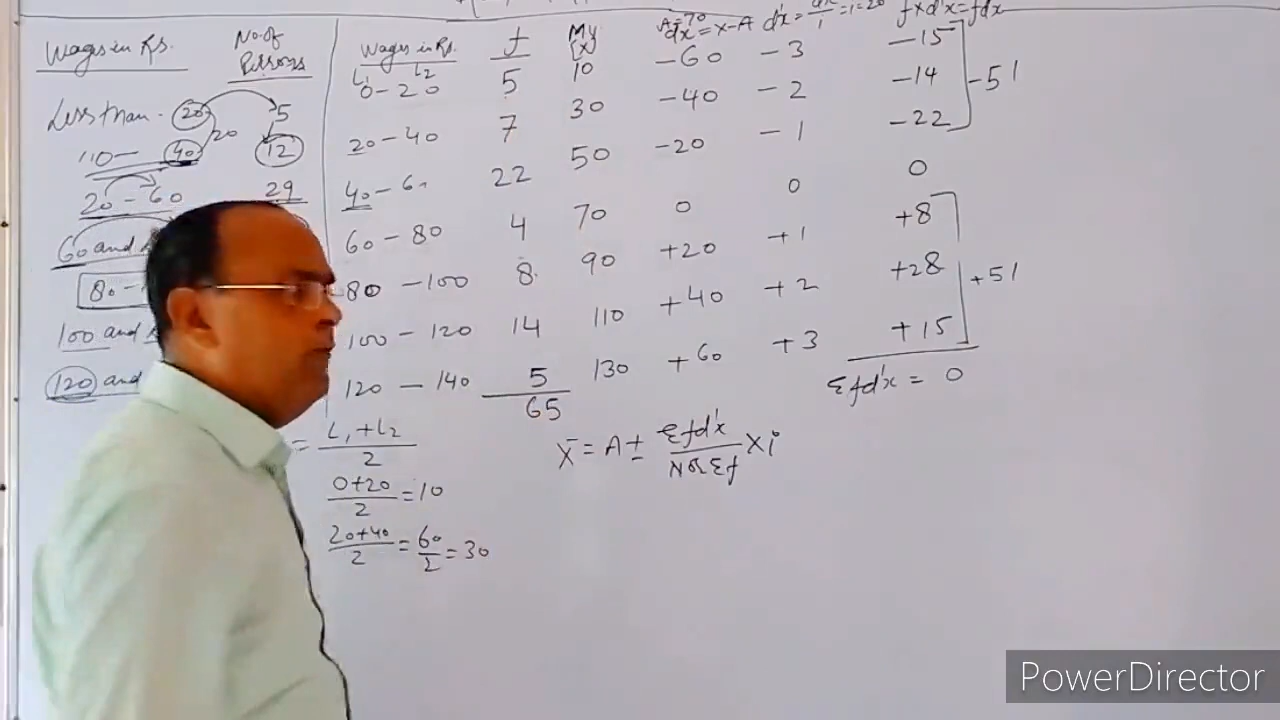 Wages in Rs. No of Persons
Less than - 20 5
110 - 40 20 12
20 - 60 29
60 and
80 -
100 and
120 and
Wages in Rs. f M.V (x) A=70 dx = x-A d'x = dx/i = i = 20 f x d'x = fd'x
L1 L2
0 - 20 5 10 -60 -3 -15
20 - 40 7 30 -40 -2 -14 -51
40 - 60 22 50 -20 -1 -22
60 - 80 4 70 0 0 0
80 - 100 8 90 +20 +1 +8
100 - 120 14 110 +40 +2 +28 +51
120 - 140 5 130 +60 +3 +15
65 Σfd'x = 0
= L1 + L2 / 2
0+20 / 2 = 10
20+40 / 2 = 60 / 2 = 30
X̄ = A ± Σfd'x / N or Σf X i
PowerDirector